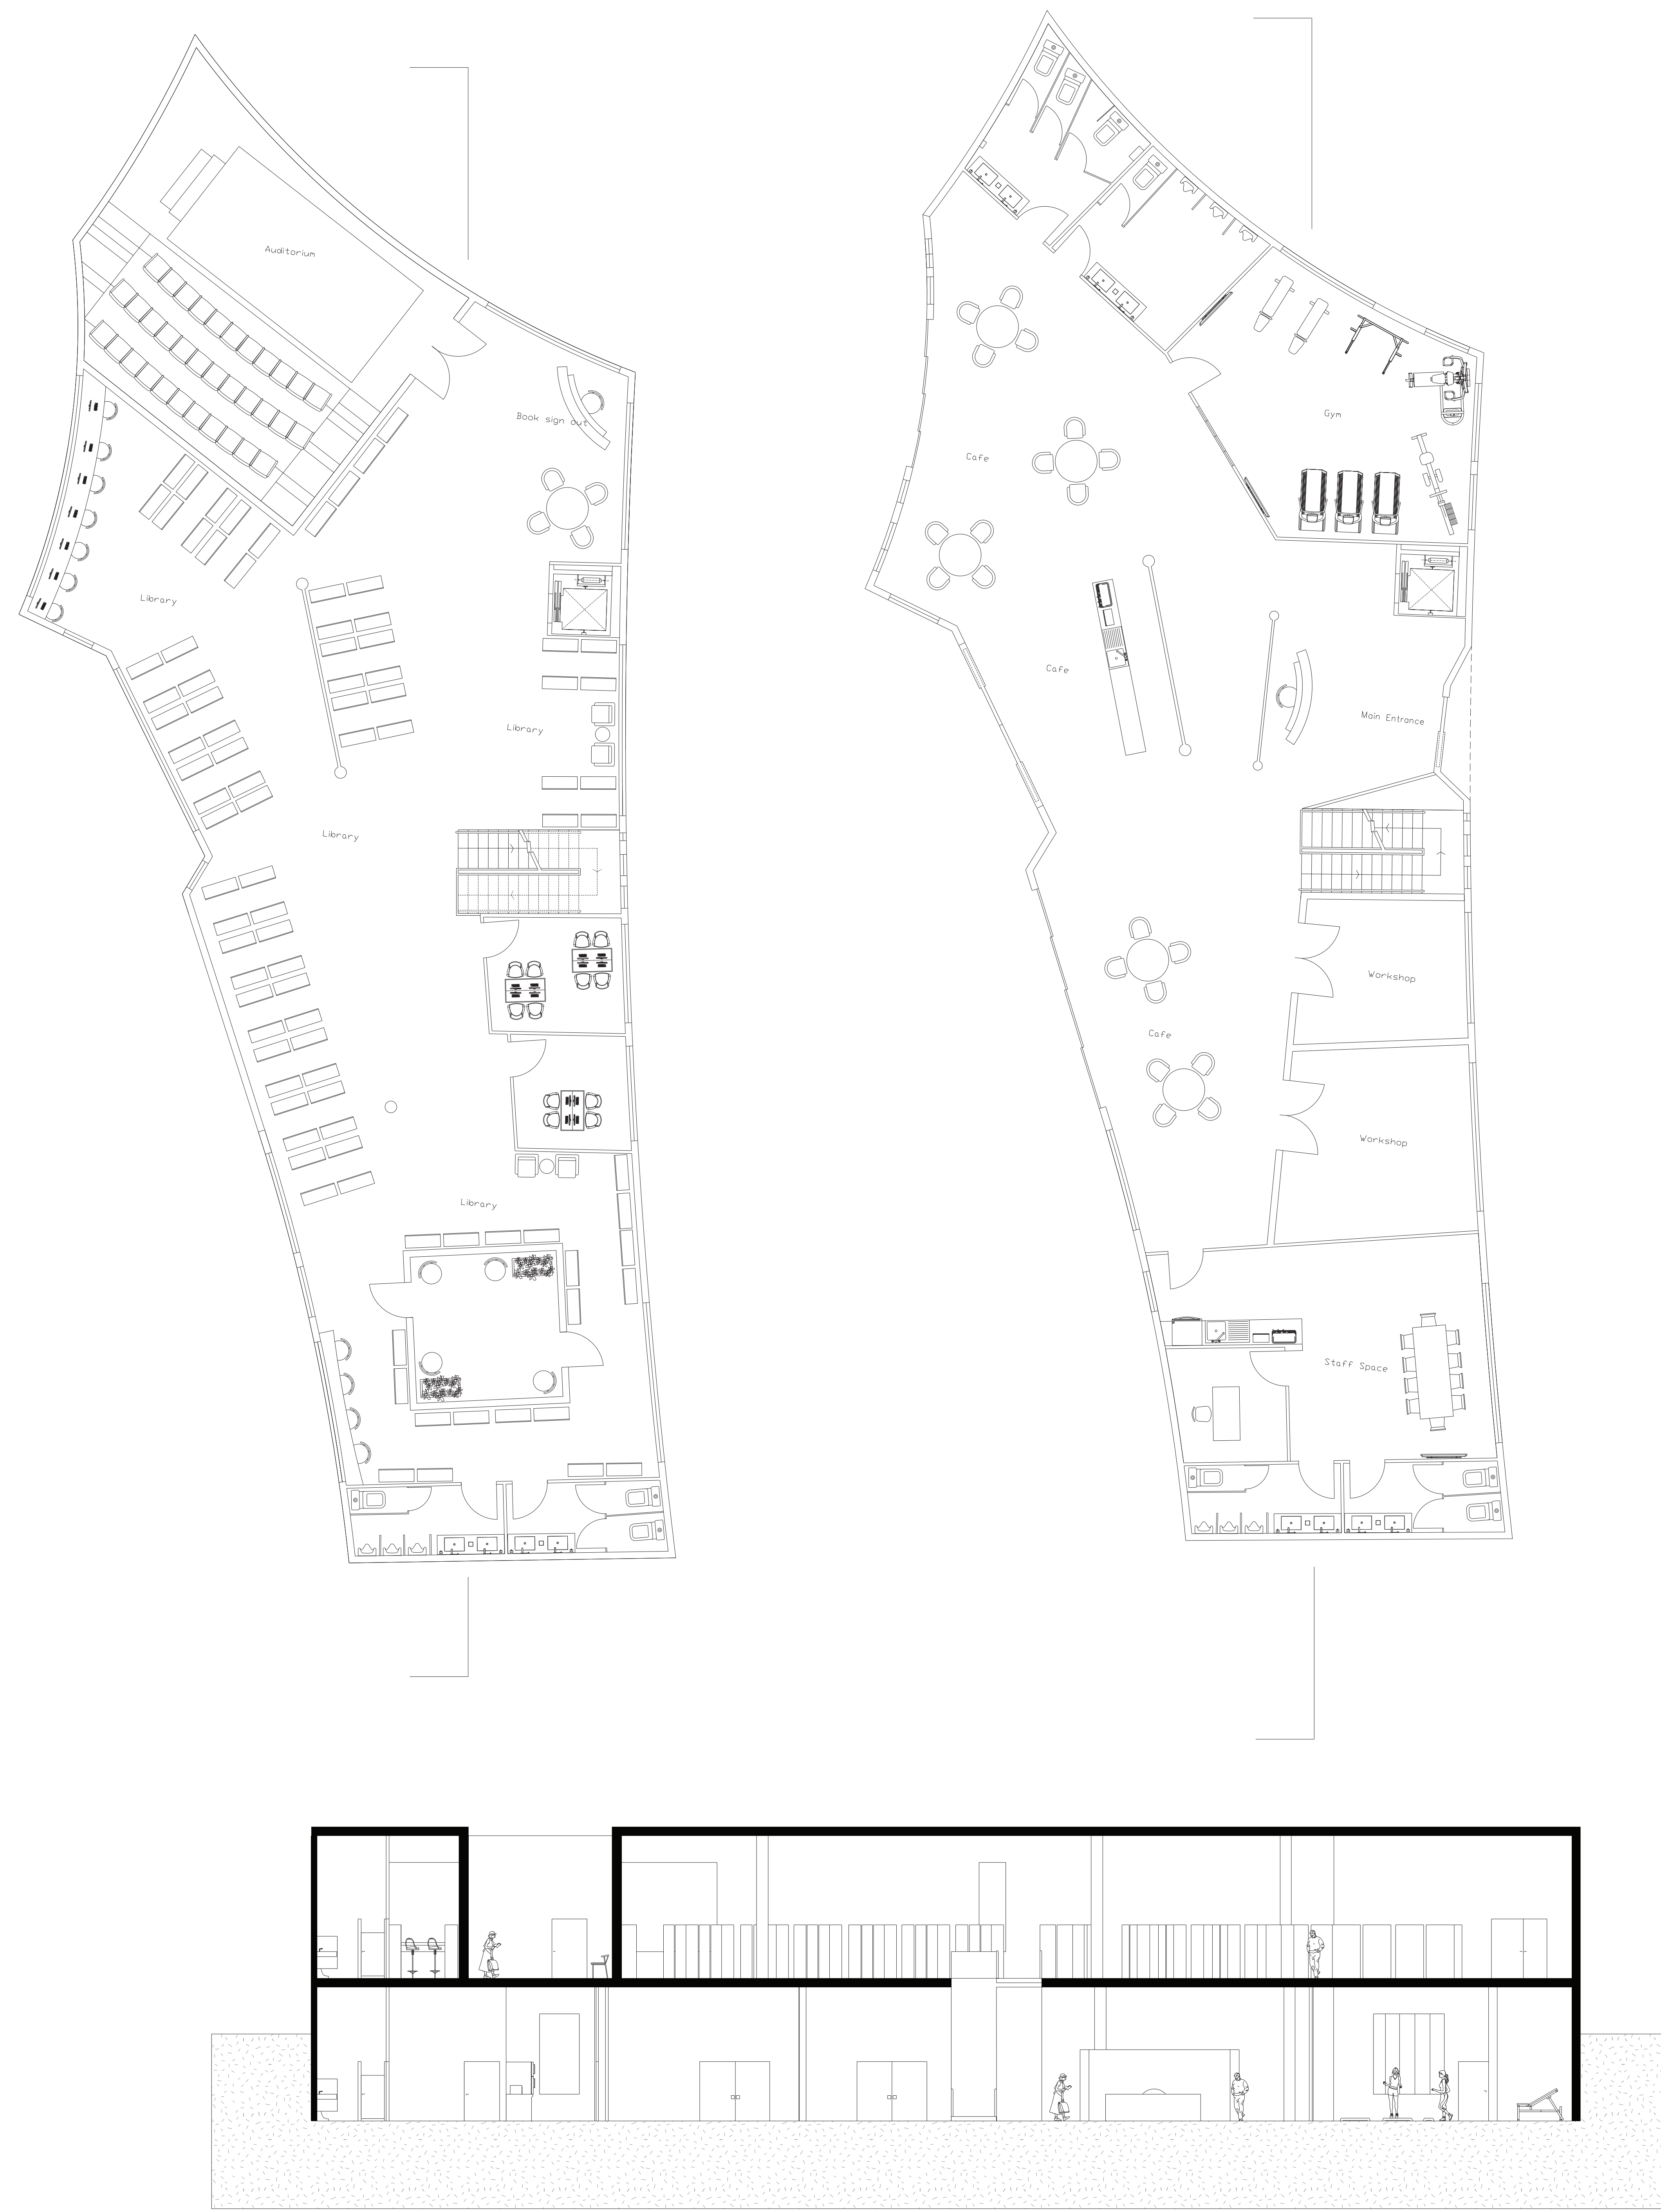 Auditorium
Book sign out
Library
Library
Library
Library
Gym
Cafe
Cafe
Main Entrance
Workshop
Cafe
Workshop
Staff Space